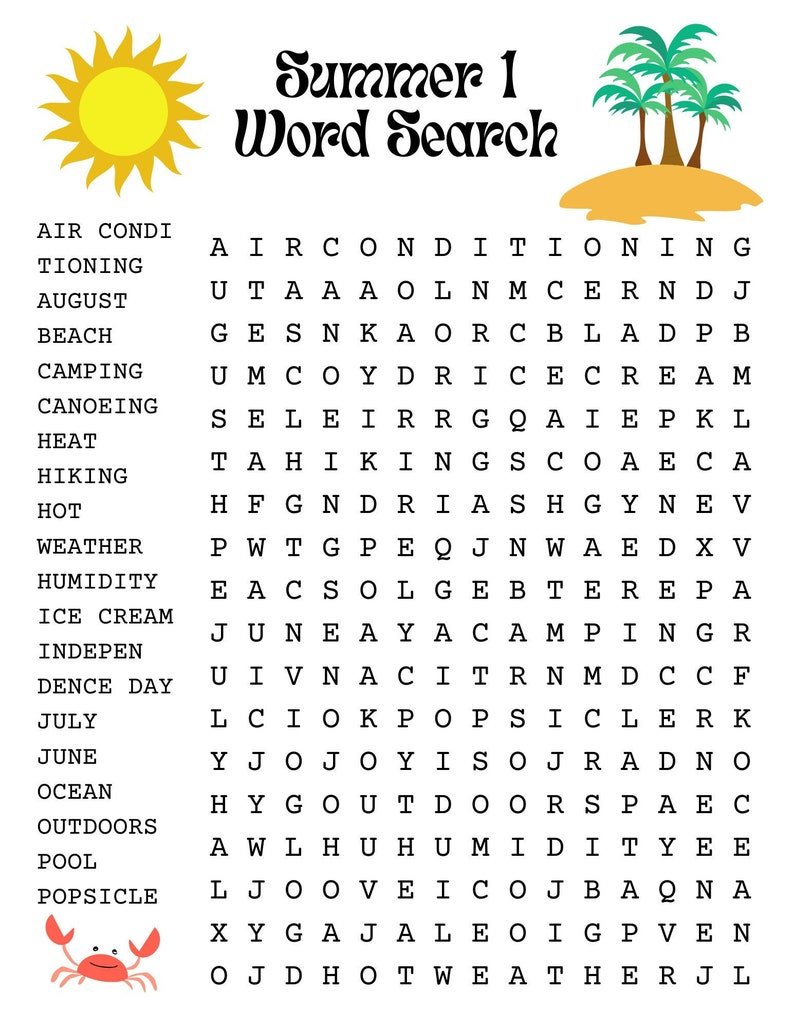 Summer 1
Word Search
AIR CONDI
TIONING
AUGUST
BEACH
CAMPING
CANOEING
HEAT
HIKING
HOT
WEATHER
HUMIDITY
ICE CREAM
INDEPEN
DENCE DAY
JULY
JUNE
OCEAN
OUTDOORS
POOL
POPSICLE
A I R C O N D I T I O N I N G
U T A A A O L N M C E R N D J
G E S N K A O R C B L A D P B
U M C O Y D R I C E C R E A M
S E L E I R R G Q A I E P K L
T A H I K I N G S C O A E C A
H F G N D R I A S H G Y N E V
P W T G P E Q J N W A E D X V
E A C S O L G E B T E R E P A
J U N E A Y A C A M P I N G R
U I V N A C I T R N M D C C F
L C I O K P O P S I C L E R K
Y J O J O Y I S O J R A D N O
H Y G O U T D O O R S P A E C
A W L H U H U M I D I T Y E E
L J O O V E I C O J B A Q N A
X Y G A J A L E O I G P V E N
O J D H O T W E A T H E R J L